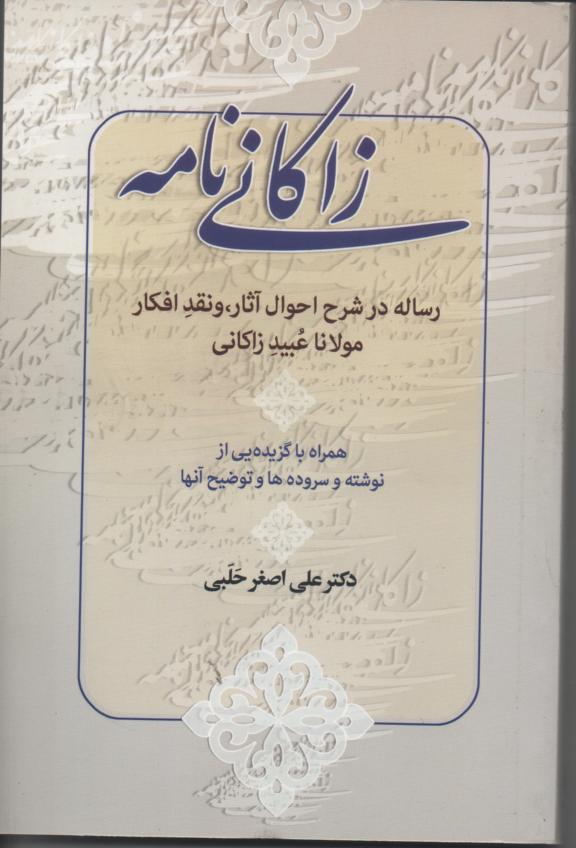 زاکانی نامه
رساله در شرح احوال آثار، و نقدِ افکار
مولانا عُبیدِ زاکانی
همراه با گزیده‌یی از
نوشته و سروده ها و توضیح آنها
دکتر علی اصغر حَلَبی